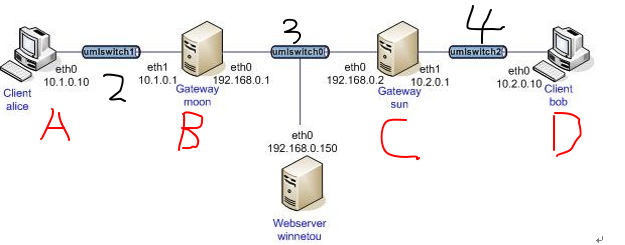 3
4
umlswitch1
umlswitch0
umlswitch2
eth0
10.1.0.10
2
eth1
10.1.0.1
eth0
192.168.0.1
eth0
192.168.0.2
eth1
10.2.0.1
eth0
10.2.0.10
Client
alice
Gateway
moon
Gateway
sun
Client
bob
A
B
C
D
eth0
192.168.0.150
Webserver
winnetou